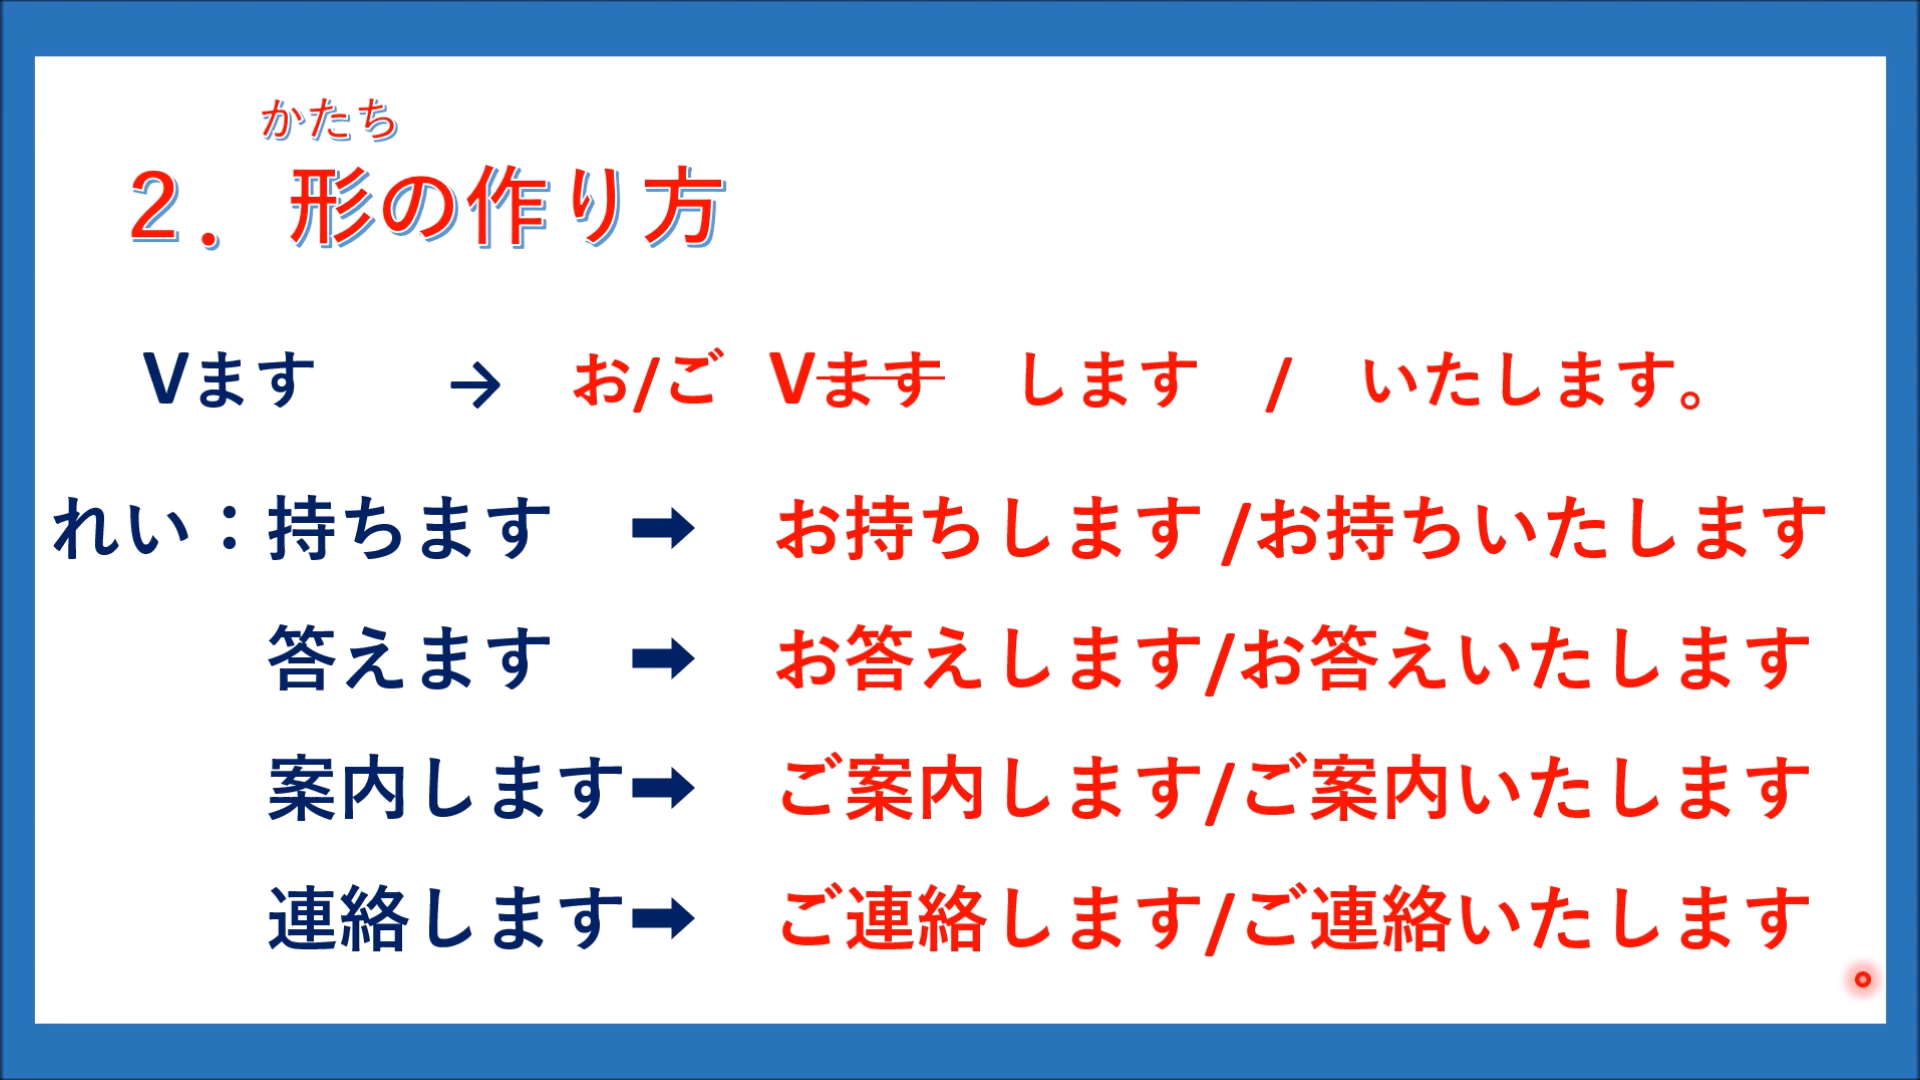 かたち
２．形の作り方
Vます → お/ご Vます します / いたします。
れい：持ちます ➡ お持ちします /お持ちいたします
答えます ➡ お答えします/お答えいたします
案内します➡ ご案内します/ご案内いたします
連絡します➡ ご連絡します/ご連絡いたします